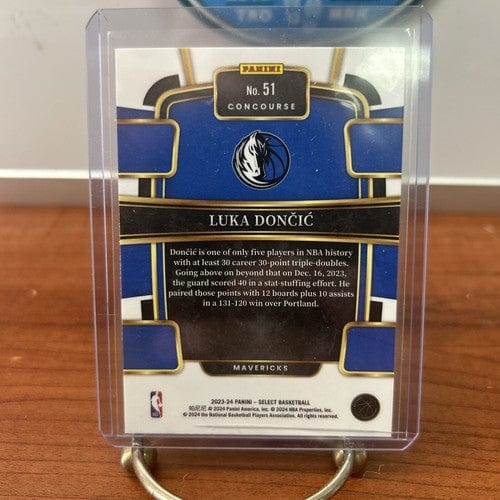 PANINI
No. 51
CONCOURSE
LUKA DONČIĆ
Dončić is one of only five players in NBA history
with at least 30 career 30-point triple-doubles.
Going above on beyond that on Dec. 16, 2023,
the guard scored 40 in a stat-stuffing effort. He
paired those points with 12 boards plus 10 assists
in a 131-120 win over Portland.
MAVERICKS
2023-24 PANINI – SELECT BASKETBALL
帕尼尼 © 2024 Panini America, Inc. © 2024 NBA Properties, Inc.
© 2024 the National Basketball Players Association. All rights reserved.